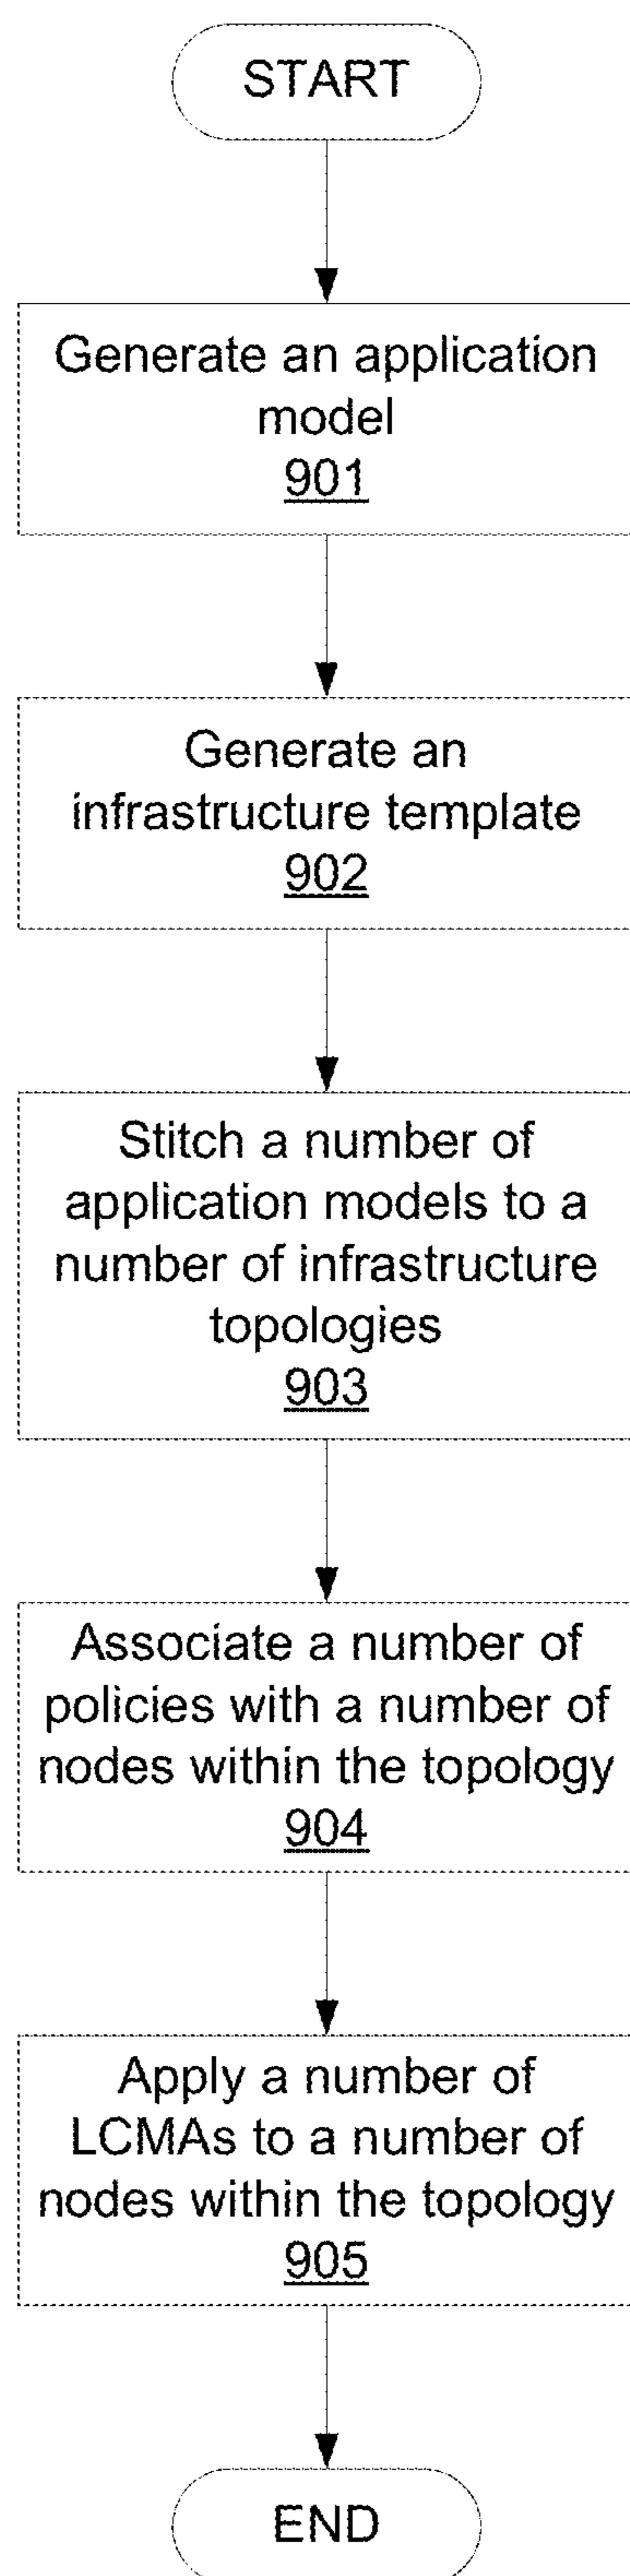 START
Generate an application
model
901
Generate an
infrastructure template
902
Stitch a number of
application models to a
number of infrastructure
topologies
903
Associate a number of
policies with a number of
nodes within the topology
904
Apply a number of
LCMAs to a number of
nodes within the topology
905
END